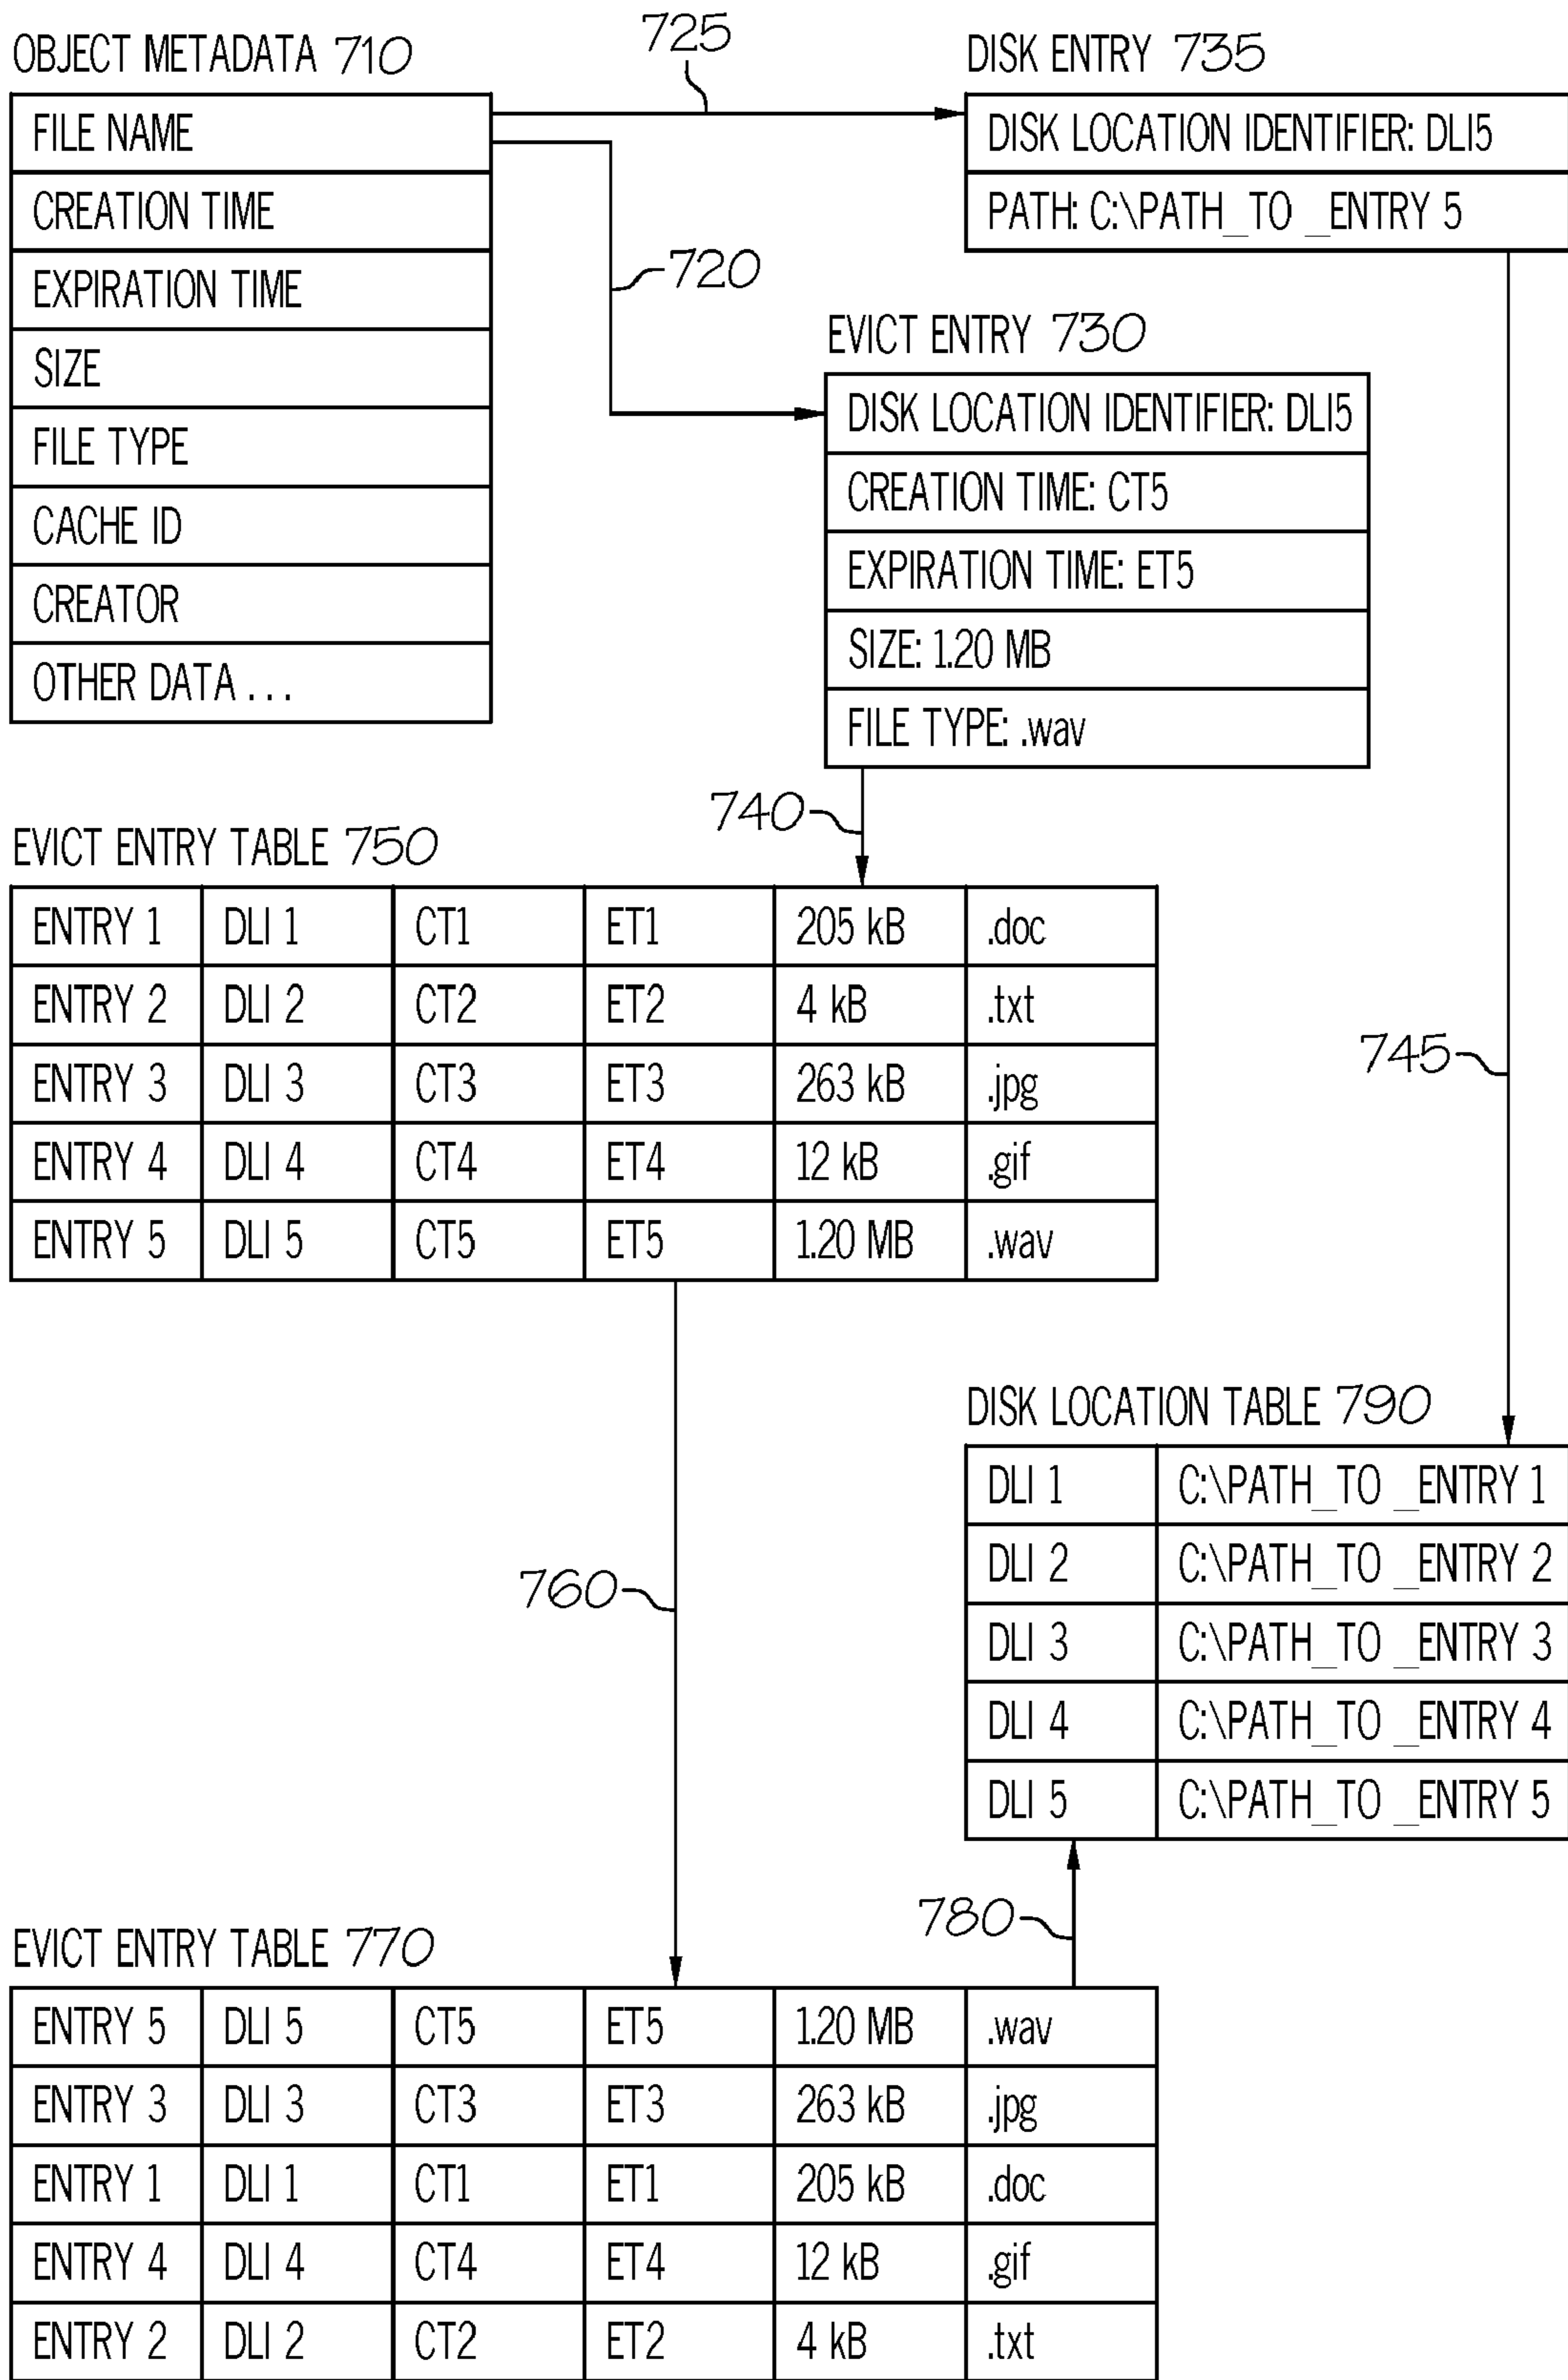 725
OBJECT METADATA 710
DISK ENTRY 735
FILE NAME
CREATION TIME
EXPIRATION TIME
SIZE
FILE TYPE
CACHE ID
CREATOR
OTHER DATA . . .
DISK LOCATION IDENTIFIER: DLI5
PATH: C:\PATH_TO _ENTRY 5
720
EVICT ENTRY 730
DISK LOCATION IDENTIFIER: DLI5
CREATION TIME: CT5
EXPIRATION TIME: ET5
SIZE: 1.20 MB
FILE TYPE: .wav
740
EVICT ENTRY TABLE 750
ENTRY 1 DLI 1 CT1 ET1 205 kB .doc
ENTRY 2 DLI 2 CT2 ET2 4 kB .txt
ENTRY 3 DLI 3 CT3 ET3 263 kB .jpg
ENTRY 4 DLI 4 CT4 ET4 12 kB .gif
ENTRY 5 DLI 5 CT5 ET5 1.20 MB .wav
745
DISK LOCATION TABLE 790
DLI 1 C:\PATH_TO _ENTRY 1
DLI 2 C:\PATH_TO _ENTRY 2
DLI 3 C:\PATH_TO _ENTRY 3
DLI 4 C:\PATH_TO _ENTRY 4
DLI 5 C:\PATH_TO _ENTRY 5
760
780
EVICT ENTRY TABLE 770
ENTRY 5 DLI 5 CT5 ET5 1.20 MB .wav
ENTRY 3 DLI 3 CT3 ET3 263 kB .jpg
ENTRY 1 DLI 1 CT1 ET1 205 kB .doc
ENTRY 4 DLI 4 CT4 ET4 12 kB .gif
ENTRY 2 DLI 2 CT2 ET2 4 kB .txt